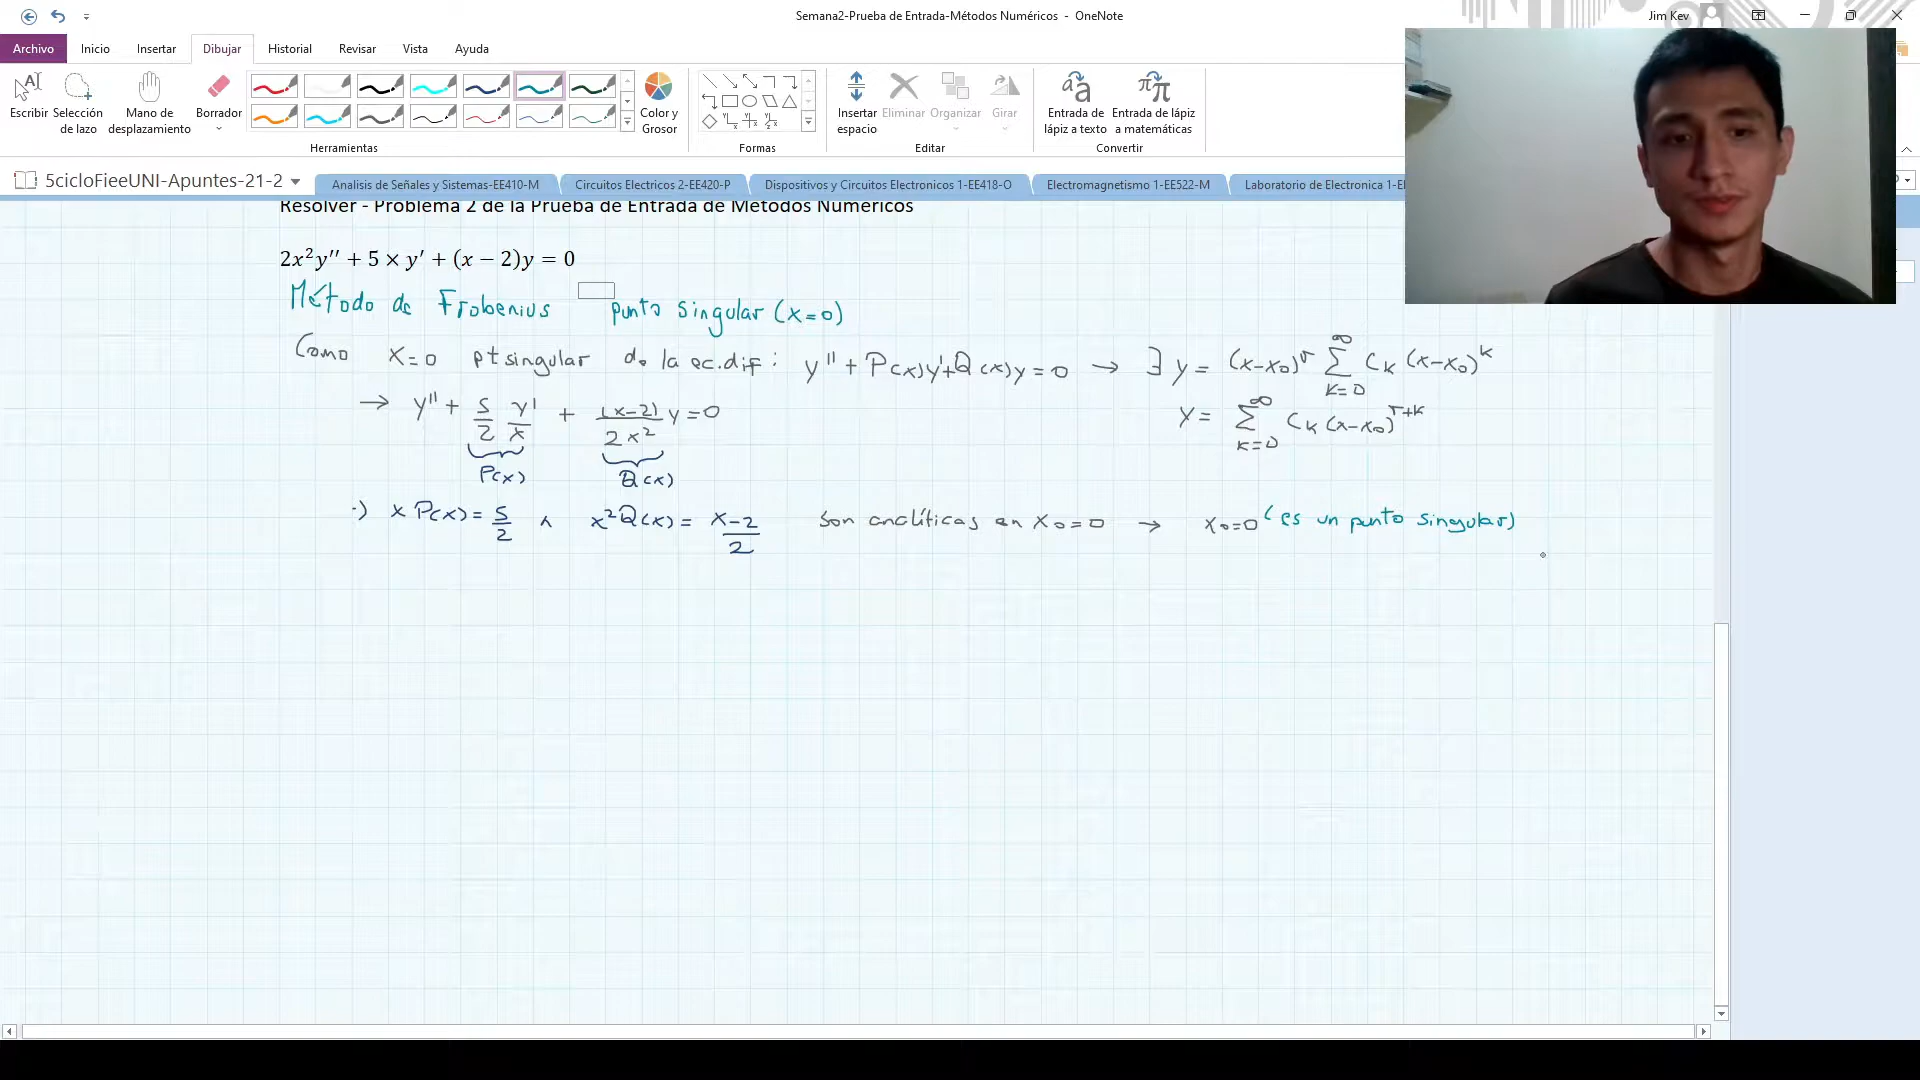 Semana2-Prueba de Entrada-Métodos Numéricos - OneNote
Jim Kev
Archivo Inicio Insertar Dibujar Historial Revisar Vista Ayuda
Escribir
Selección de lazo
Mano de desplazamiento
Borrador
Color y Grosor
Insertar espacio
Eliminar
Organizar
Girar
Entrada de lápiz a texto
Entrada de lápiz a matemáticas
Herramientas Formas Editar Convertir
5cicloFieeUNI-Apuntes-21-2
Analisis de Señales y Sistemas-EE410-M
Circuitos Electricos 2-EE420-P
Dispositivos y Circuitos Electronicos 1-EE418-O
Electromagnetismo 1-EE522-M
Laboratorio de Electronica 1-El
Resolver - Problema 2 de la Prueba de Entrada de Métodos Numéricos
2x²y′′ + 5 × y′ + (x − 2)y = 0
Método de Frobenius punto singular (x=0)
Como x=0 pt singular de la ec.dif: y'' + P(x)y'+Q(x)y=0 → ∃ y = (x-x₀)^r ∑_{k=0}^∞ C_k (x-x₀)^k
→ y'' + 5/2 y'/x + (x-2)/2x² y=0 y = ∑_{k=0}^∞ C_k (x-x₀)^{r+k}
P(x) Q(x)
·) x P(x) = 5/2 ∧ x²Q(x) = x-2/2 son analíticas en x₀=0 → x₀=0 (es un punto singular)